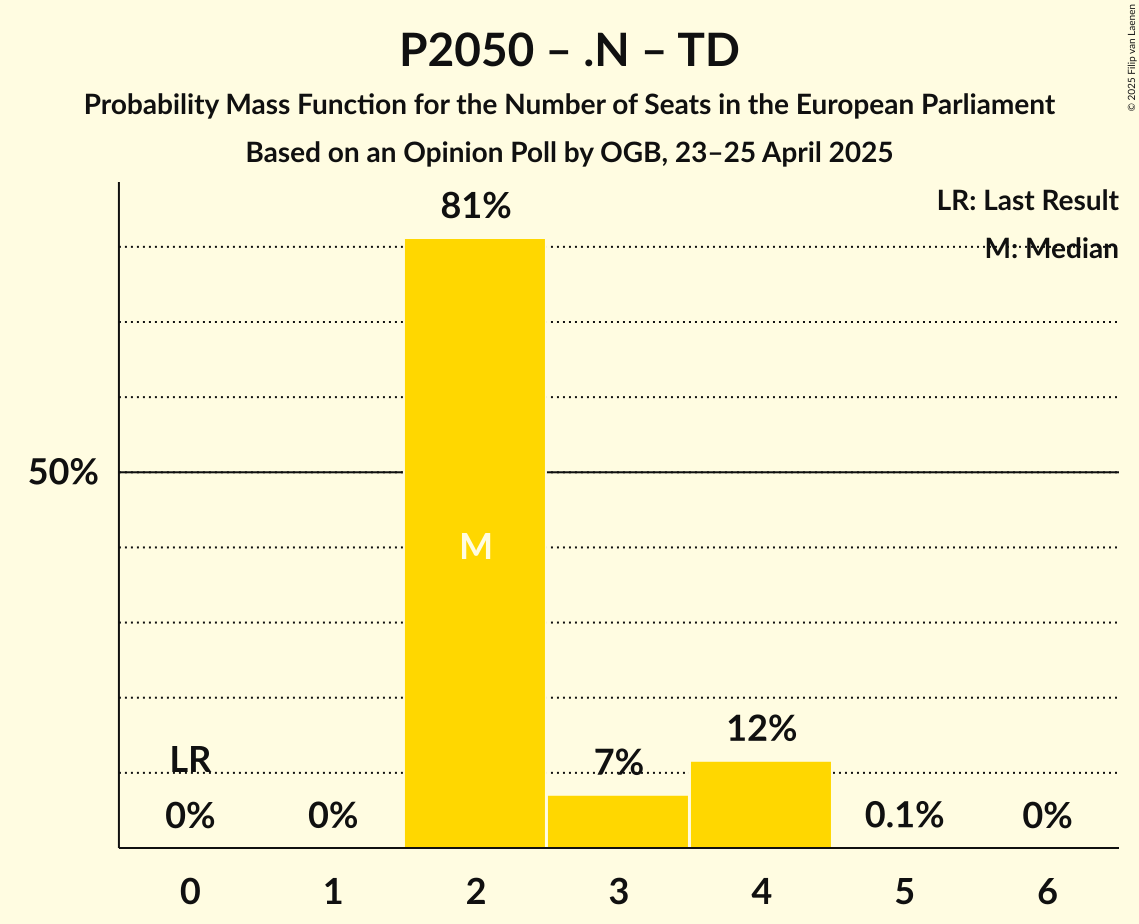 P2050 – .N – TD
Probability Mass Function for the Number of Seats in the European Parliament
Based on an Opinion Poll by OGB, 23–25 April 2025
© 2025 Filip van Laenen
LR: Last Result
M: Median
81%
50%
M
12%
LR
7%
0%
0%
0.1%
0%
0 1 2 3 4 5 6